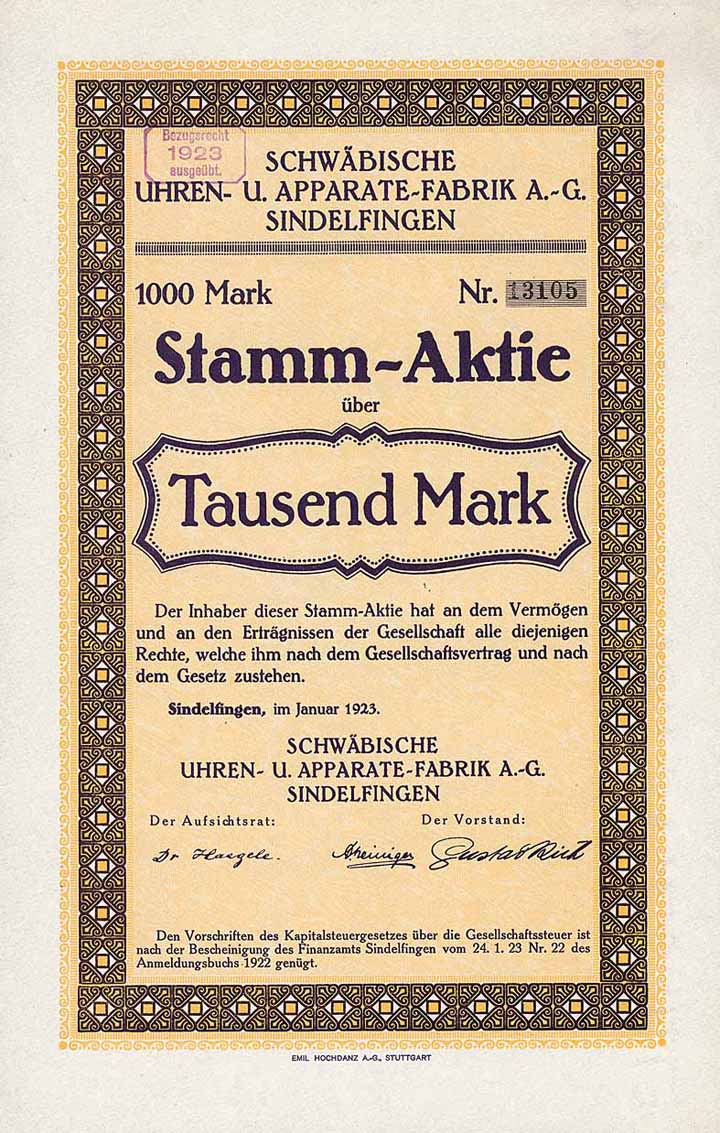 Bezugsrecht
1923
ausgeübt.
SCHWÄBISCHE
UHREN- U. APPARATE-FABRIK A.-G.
SINDELFINGEN
1000 Mark Nr. 13105
Stamm-Aktie
über
Tausend Mark
Der Inhaber dieser Stamm-Aktie hat an dem Vermögen
und an den Erträgnissen der Gesellschaft alle diejenigen
Rechte, welche ihm nach dem Gesellschaftsvertrag und nach
dem Gesetz zustehen.
Sindelfingen, im Januar 1923.
SCHWÄBISCHE
UHREN- U. APPARATE-FABRIK A.-G.
SINDELFINGEN
Der Aufsichtsrat: Der Vorstand:
Dr Haegele. Gustav
Den Vorschriften des Kapitalsteuergesetzes über die Gesellschaftssteuer ist
nach der Bescheinigung des Finanzamts Sindelfingen vom 24. 1. 23 Nr. 22 des
Anmeldungsbuchs 1922 genügt.
EMIL HOCHDANZ A.-G., STUTTGART